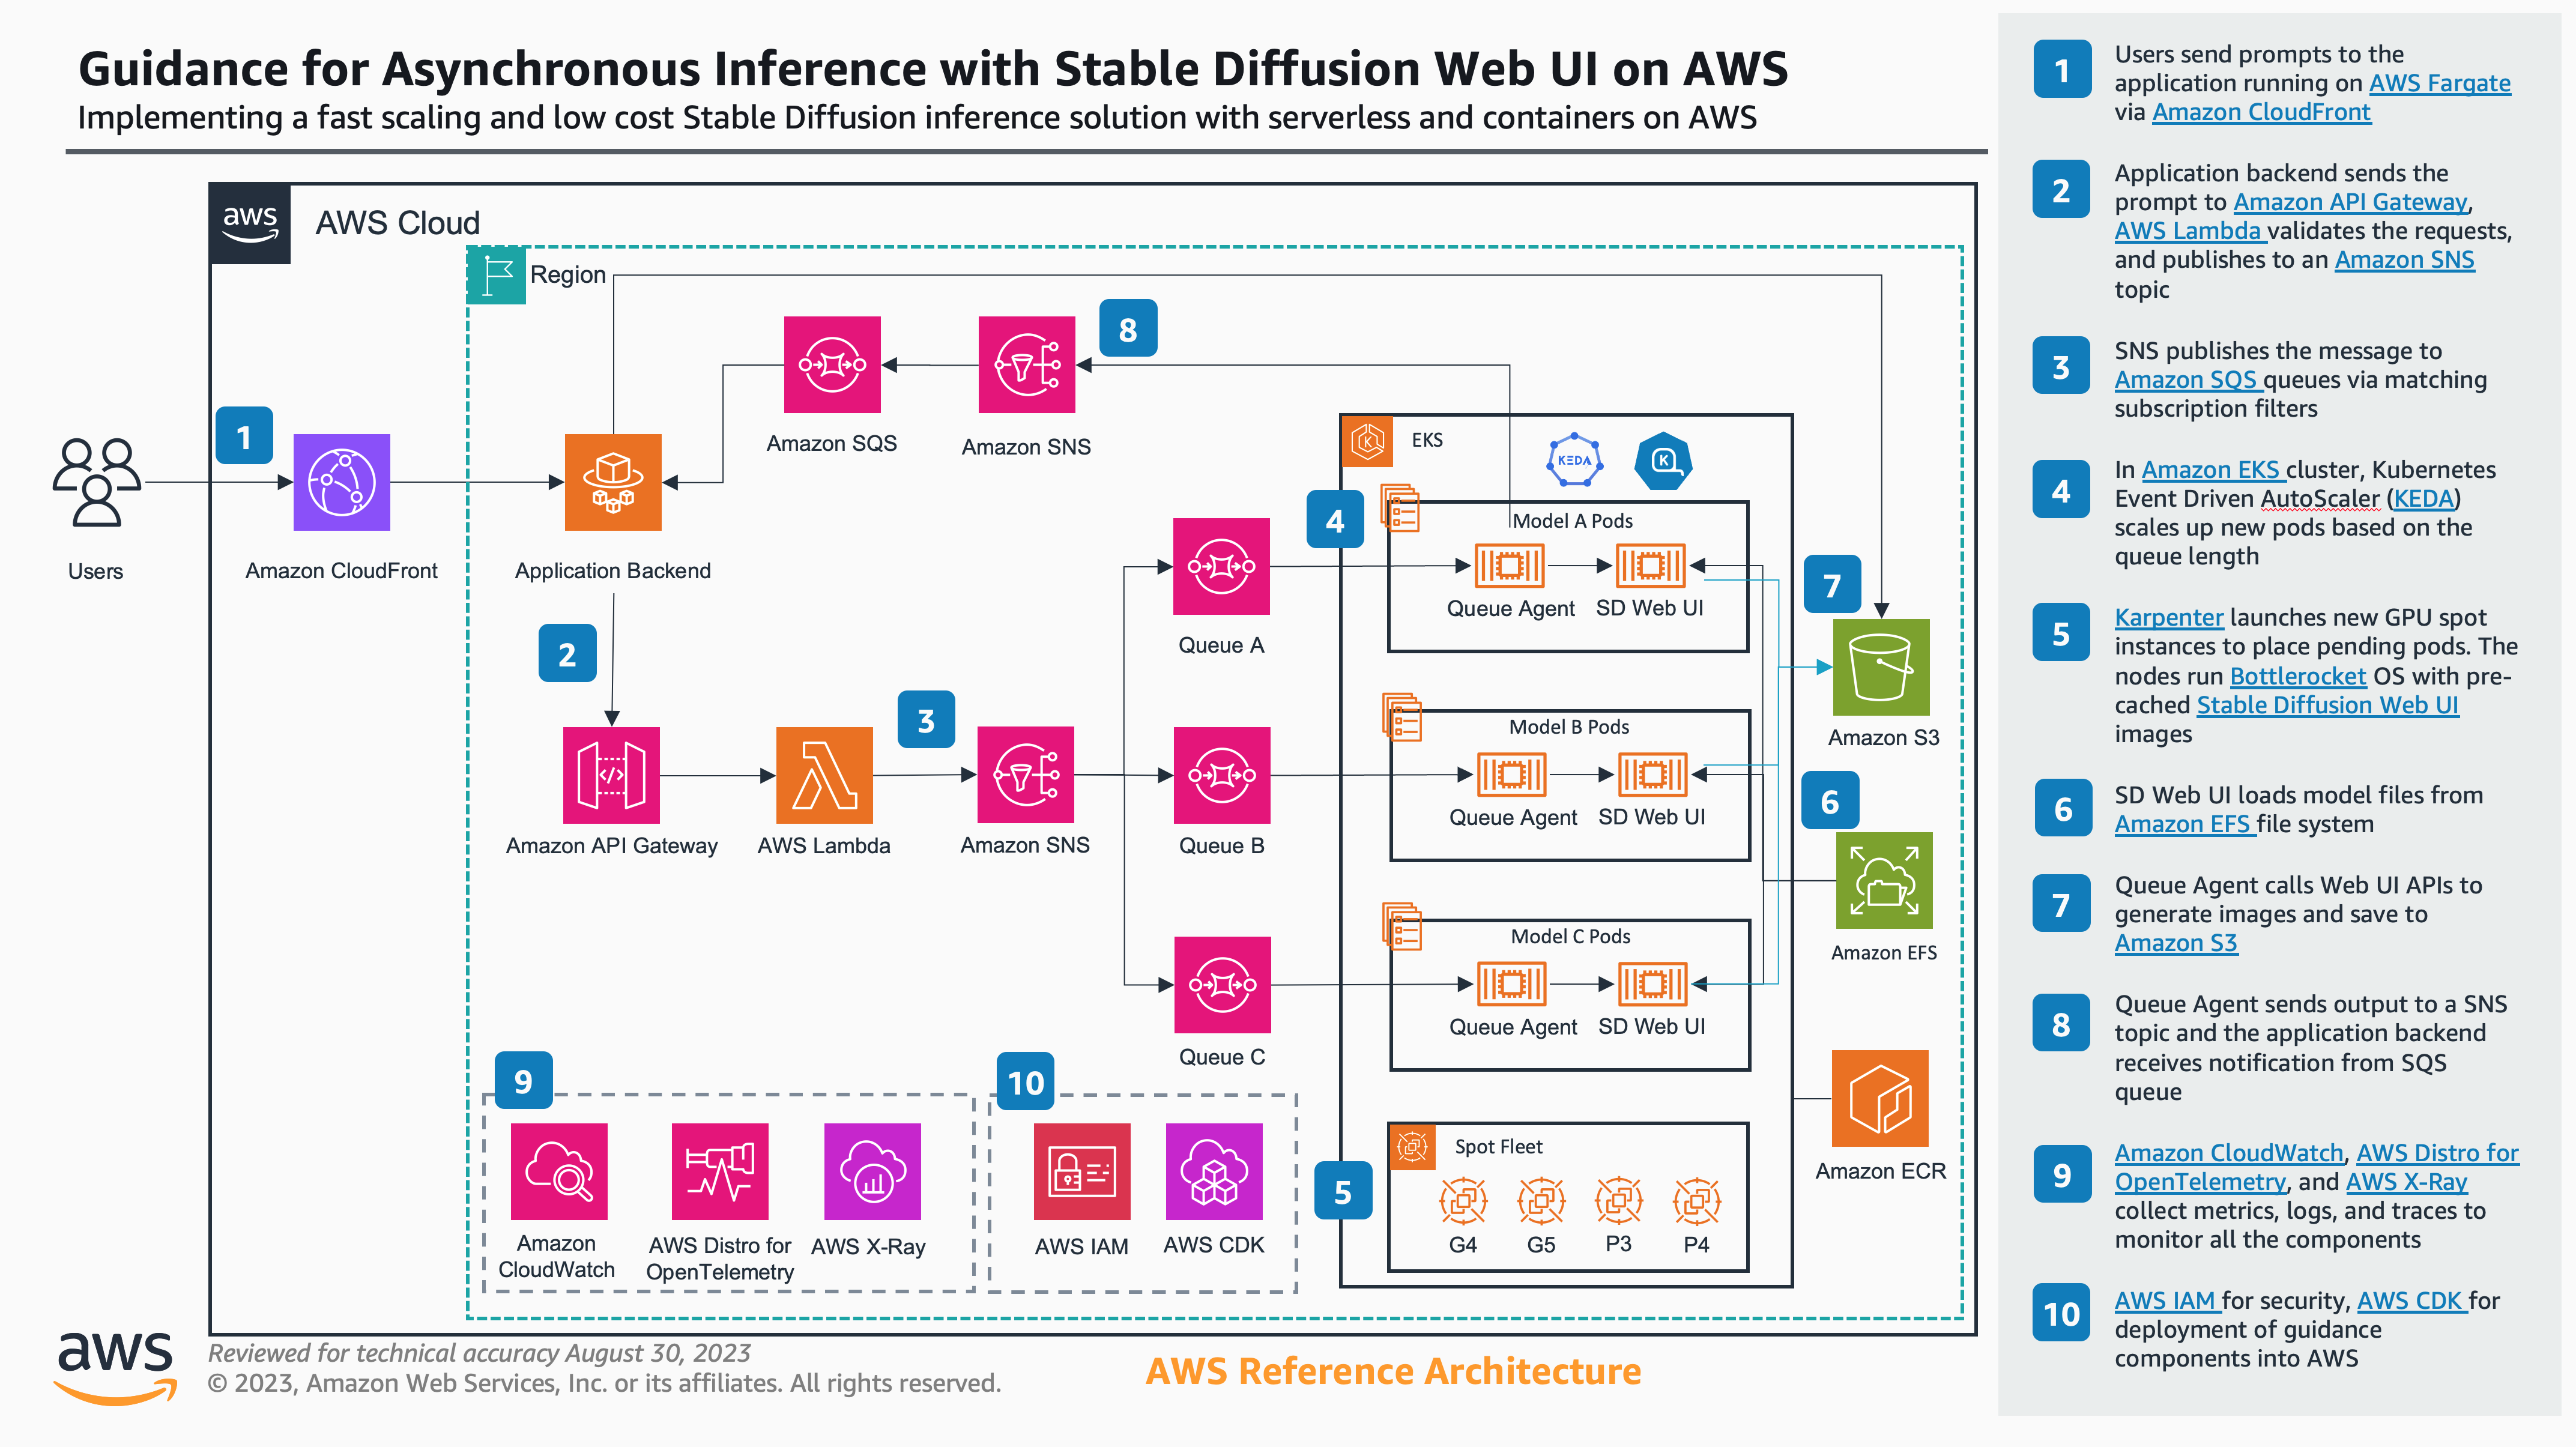 Guidance for Asynchronous Inference with Stable Diffusion Web UI on AWS
Implementing a fast scaling and low cost Stable Diffusion inference solution with serverless and containers on AWS
aws
AWS Cloud
Region
8
Amazon SQS
Amazon SNS
1
Users
Amazon CloudFront
Application Backend
2
3
Amazon API Gateway
AWS Lambda
Amazon SNS
Queue A
Queue B
Queue C
EKS
KEDA
K
4
Model A Pods
Queue Agent
SD Web UI
Model B Pods
Queue Agent
SD Web UI
Model C Pods
Queue Agent
SD Web UI
7
Amazon S3
6
Amazon EFS
Amazon ECR
5
Spot Fleet
G4
G5
P3
P4
9
Amazon
CloudWatch
AWS Distro for
OpenTelemetry
AWS X-Ray
10
AWS IAM
AWS CDK
aws
Reviewed for technical accuracy August 30, 2023
© 2023, Amazon Web Services, Inc. or its affiliates. All rights reserved.
AWS Reference Architecture
1
Users send prompts to the
application running on AWS Fargate
via Amazon CloudFront
2
Application backend sends the
prompt to Amazon API Gateway,
AWS Lambda validates the requests,
and publishes to an Amazon SNS
topic
3
SNS publishes the message to
Amazon SQS queues via matching
subscription filters
4
In Amazon EKS cluster, Kubernetes
Event Driven AutoScaler (KEDA)
scales up new pods based on the
queue length
5
Karpenter launches new GPU spot
instances to place pending pods. The
nodes run Bottlerocket OS with pre-
cached Stable Diffusion Web UI
images
6
SD Web UI loads model files from
Amazon EFS file system
7
Queue Agent calls Web UI APIs to
generate images and save to
Amazon S3
8
Queue Agent sends output to a SNS
topic and the application backend
receives notification from SQS
queue
9
Amazon CloudWatch, AWS Distro for
OpenTelemetry, and AWS X-Ray
collect metrics, logs, and traces to
monitor all the components
10
AWS IAM for security, AWS CDK for
deployment of guidance
components into AWS